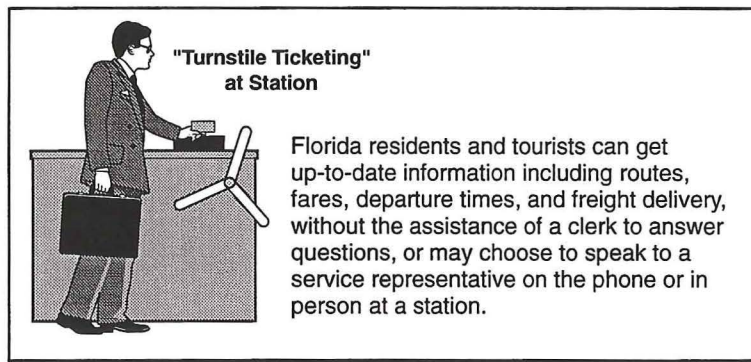 "Turnstile Ticketing"
at Station
Florida residents and tourists can get
up-to-date information including routes,
fares, departure times, and freight delivery,
without the assistance of a clerk to answer
questions, or may choose to speak to a
service representative on the phone or in
person at a station.